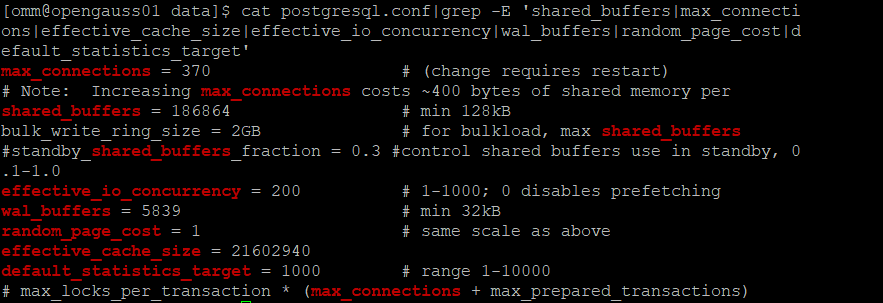 [omm@opengauss01 data]$ cat postgresql.conf|grep -E 'shared_buffers|max_connecti
ons|effective_cache_size|effective_io_concurrency|wal_buffers|random_page_cost|d
efault_statistics_target'
max_connections = 370                   # (change requires restart)
# Note:  Increasing max_connections costs ~400 bytes of shared memory per
shared_buffers = 186864                 # min 128kB
bulk_write_ring_size = 2GB              # for bulkload, max shared_buffers
#standby_shared_buffers_fraction = 0.3 #control shared buffers use in standby, 0
.1-1.0
effective_io_concurrency = 200          # 1-1000; 0 disables prefetching
wal_buffers = 5839                      # min 32kB
random_page_cost = 1                    # same scale as above
effective_cache_size = 21602940
default_statistics_target = 1000        # range 1-10000
# max_locks_per_transaction * (max_connections + max_prepared_transactions)